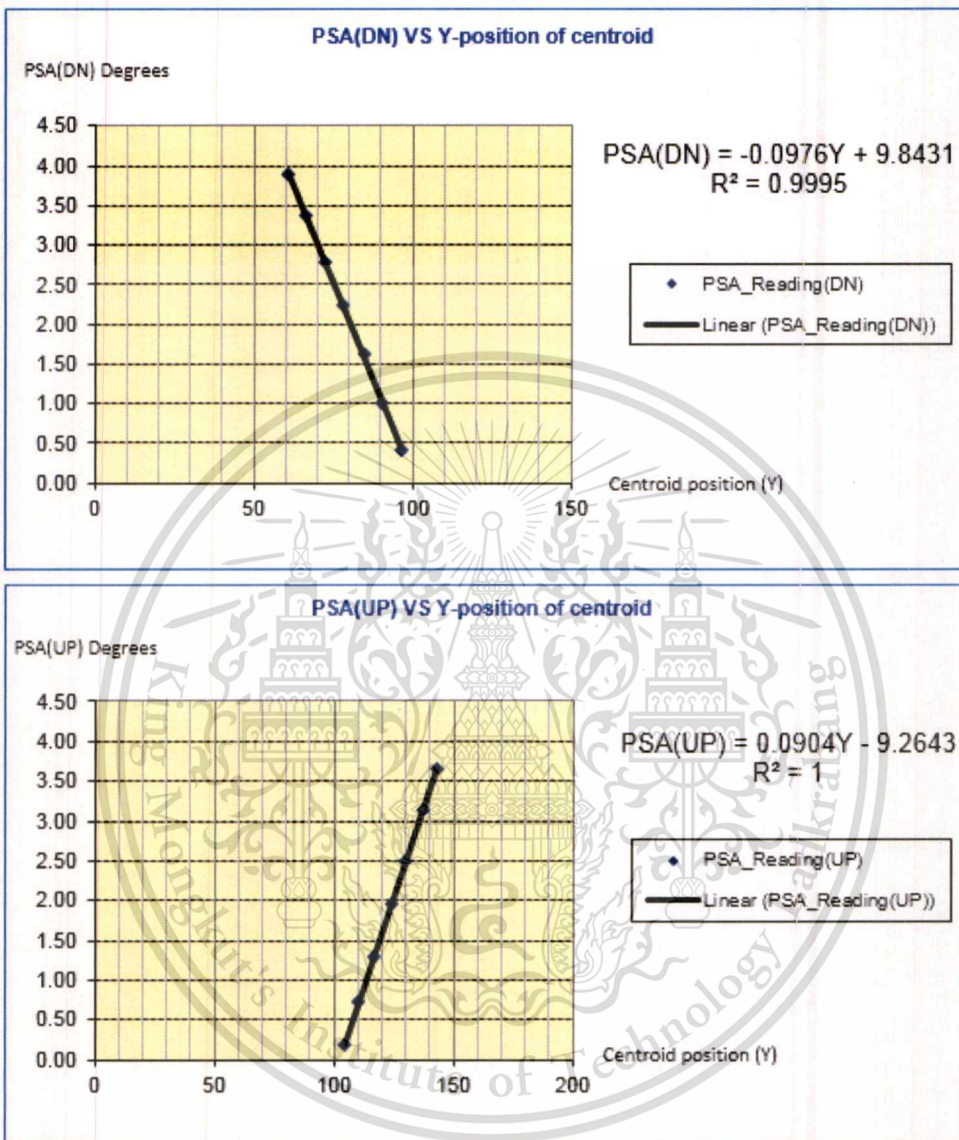 PSA(DN) VS Y-position of centroid
PSA(DN) Degrees
4.50
4.00
3.50
3.00
2.50
2.00
1.50
1.00
0.50
0.00
0 50 100 150
Centroid position (Y)
PSA(DN) = -0.0976Y + 9.8431
R² = 0.9995
PSA_Reading(DN)
Linear (PSA_Reading(DN))
PSA(UP) VS Y-position of centroid
PSA(UP) Degrees
4.50
4.00
3.50
3.00
2.50
2.00
1.50
1.00
0.50
0.00
0 50 100 150 200
Centroid position (Y)
PSA(UP) = 0.0904Y - 9.2643
R² = 1
PSA_Reading(UP)
Linear (PSA_Reading(UP))
King Mongkut's Institute of Technology Ladkrabang